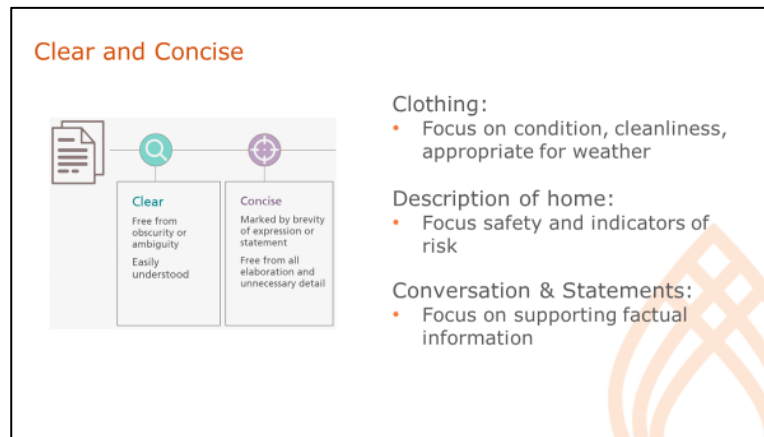 Clear and Concise
Clear
Free from
obscurity or
ambiguity
Easily
understood
Concise
Marked by brevity
of expression or
statement
Free from all
elaboration and
unnecessary detail
Clothing:
• Focus on condition, cleanliness,
appropriate for weather
Description of home:
• Focus safety and indicators of
risk
Conversation & Statements:
• Focus on supporting factual
information